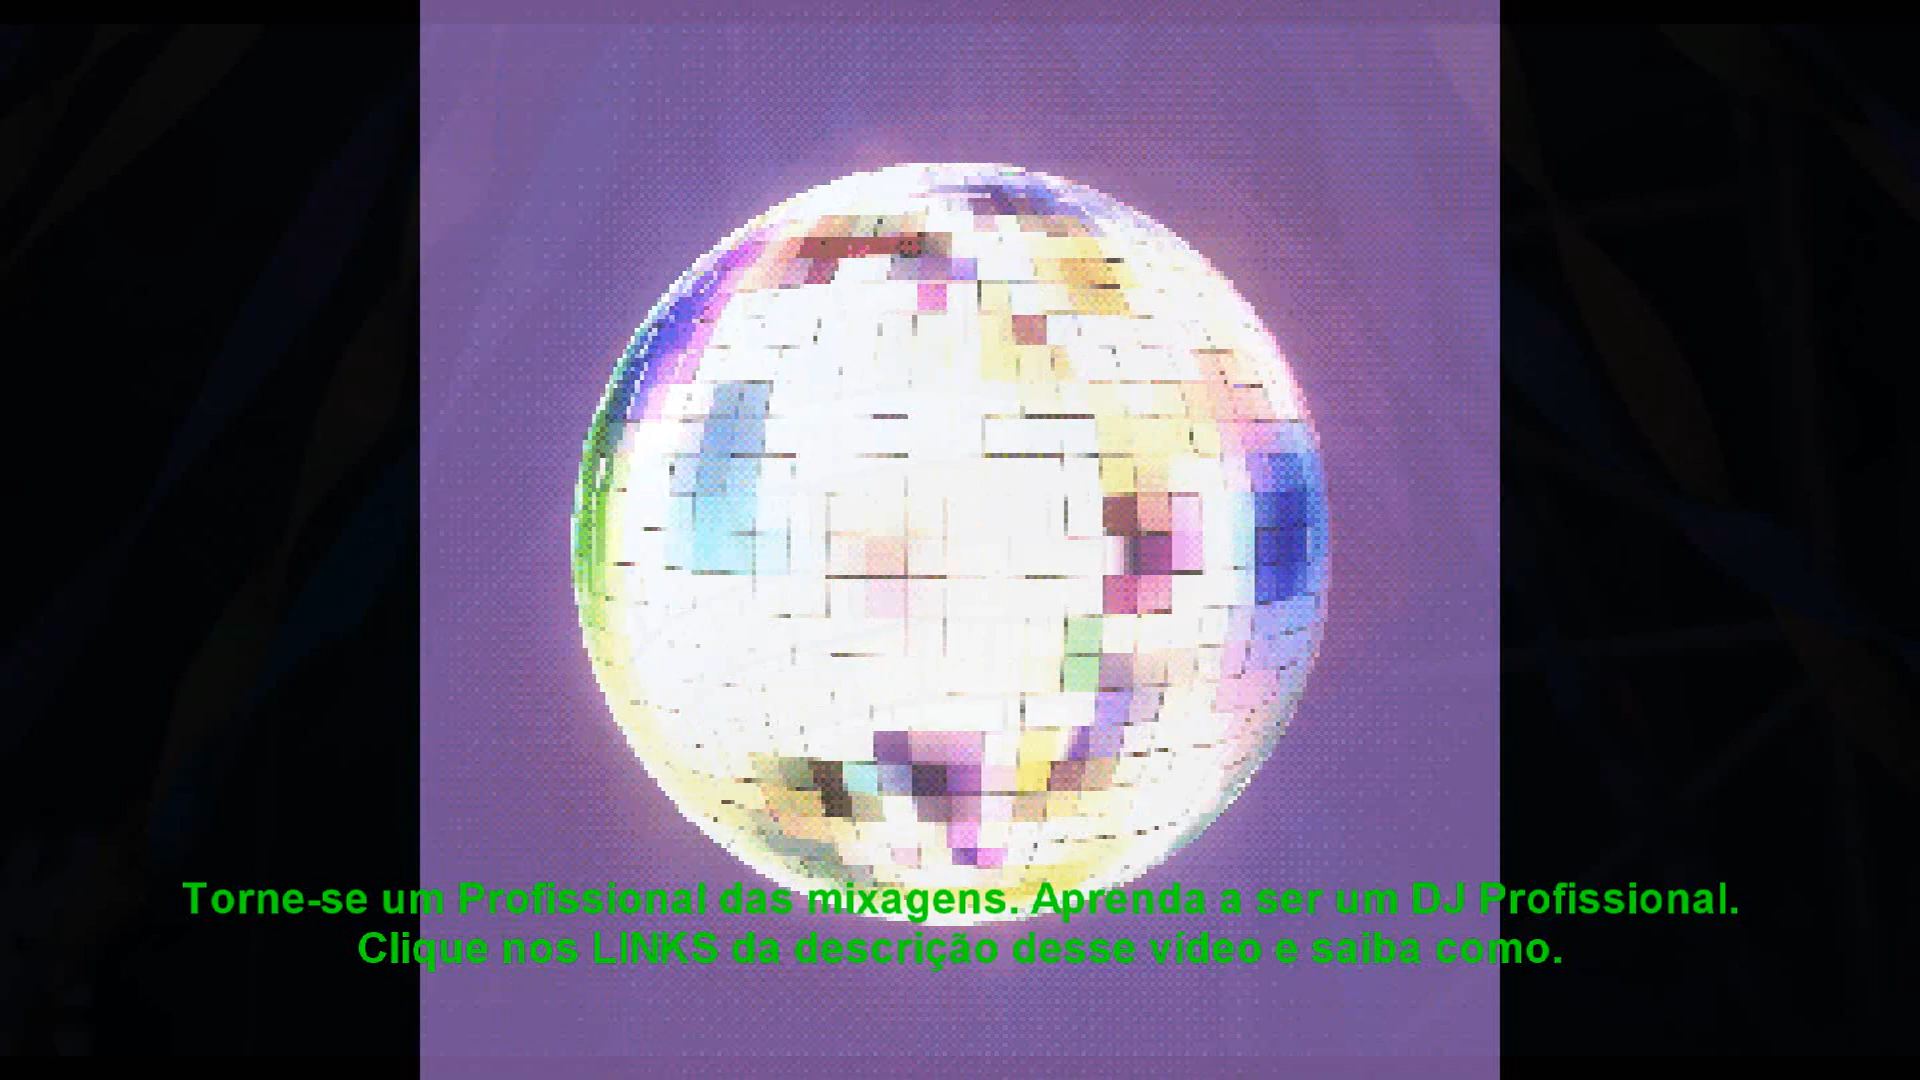 Torne-se um Profissional das mixagens. Aprenda a ser um DJ Profissional.
Clique nos LINKS da descrição desse vídeo e saiba como.